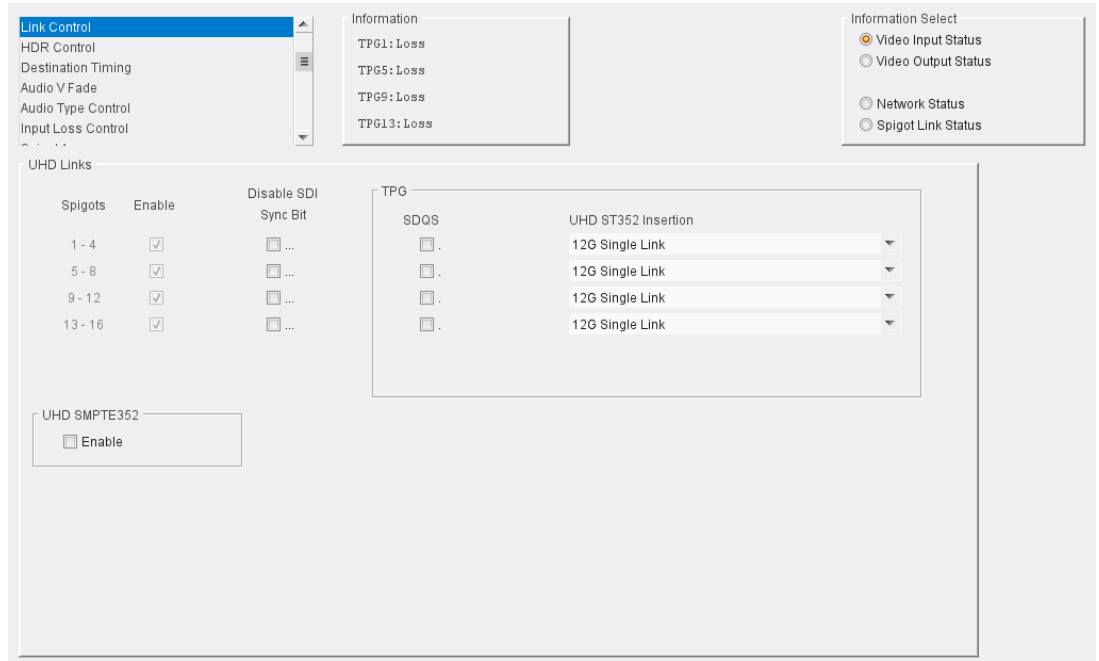 Link Control
HDR Control
Destination Timing
Audio V Fade
Audio Type Control
Input Loss Control
Information
TPG1:Loss
TPG5:Loss
TPG9:Loss
TPG13:Loss
Information Select
Video Input Status
Video Output Status
Network Status
Spigot Link Status
UHD Links
Spigots Enable Disable SDI Sync Bit
TPG
SDQS UHD ST352 Insertion
1 - 4 ... . 12G Single Link
5 - 8 ... . 12G Single Link
9 - 12 ... . 12G Single Link
13 - 16 ... . 12G Single Link
UHD SMPTE352
Enable